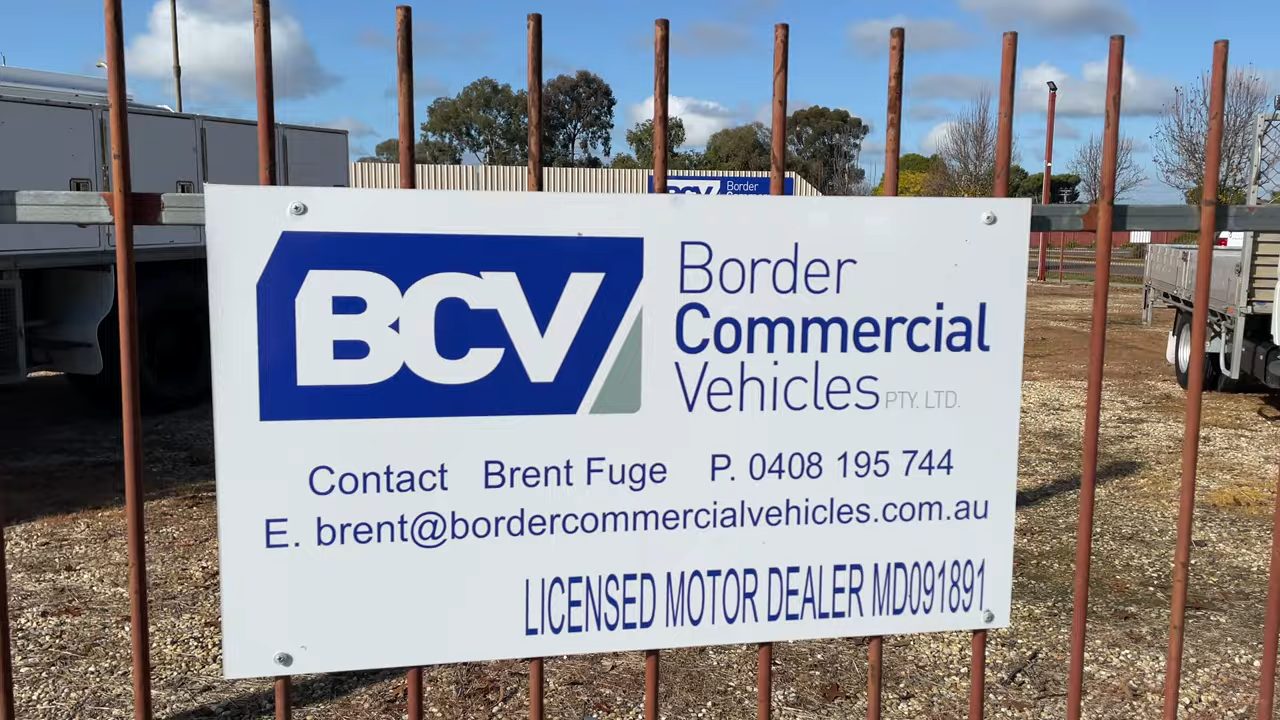 BCV Border
BCV
Border
Commercial
Vehicles PTY. LTD.
Contact Brent Fuge P. 0408 195 744
E. brent@bordercommercialvehicles.com.au
LICENSED MOTOR DEALER MD091891